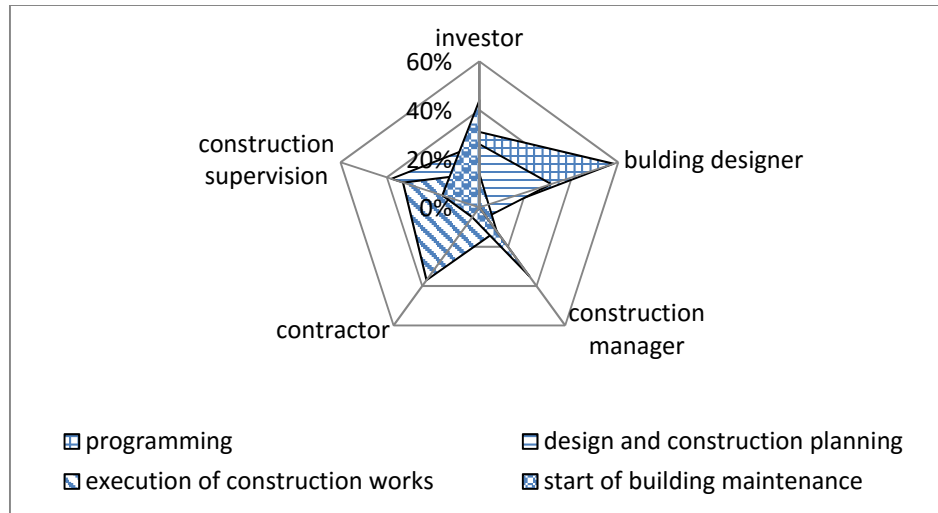 investor
60%
40%
20%
0%
construction
supervision
bulding designer
contractor
construction
manager
programming
design and construction planning
execution of construction works
start of building maintenance